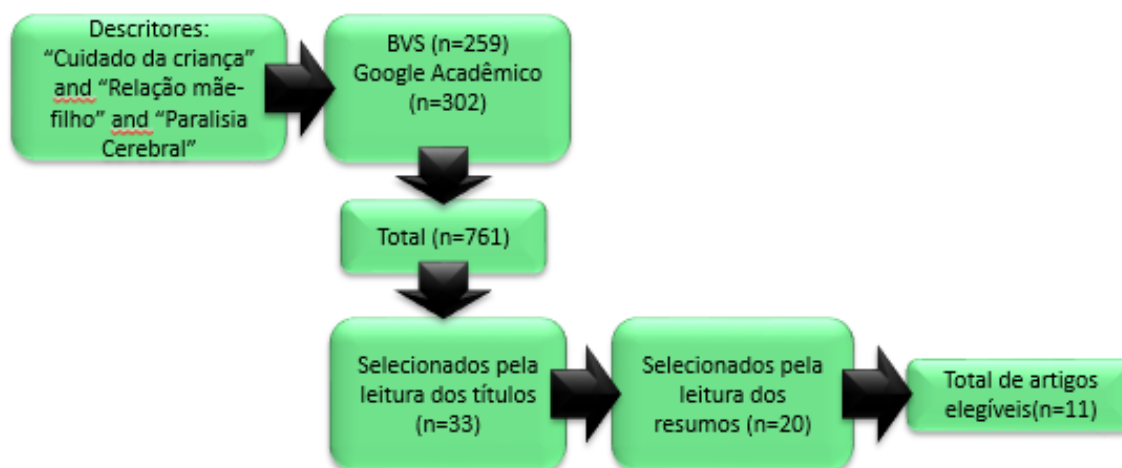 Descritores:
“Cuidado da criança”
and “Relação mãe-
filho” and “Paralisia
Cerebral”
BVS (n=259)
Google Acadêmico
(n=302)
Total (n=761)
Selecionados pela
leitura dos títulos
(n=33)
Selecionados pela
leitura dos
resumos (n=20)
Total de artigos
elegíveis(n=11)